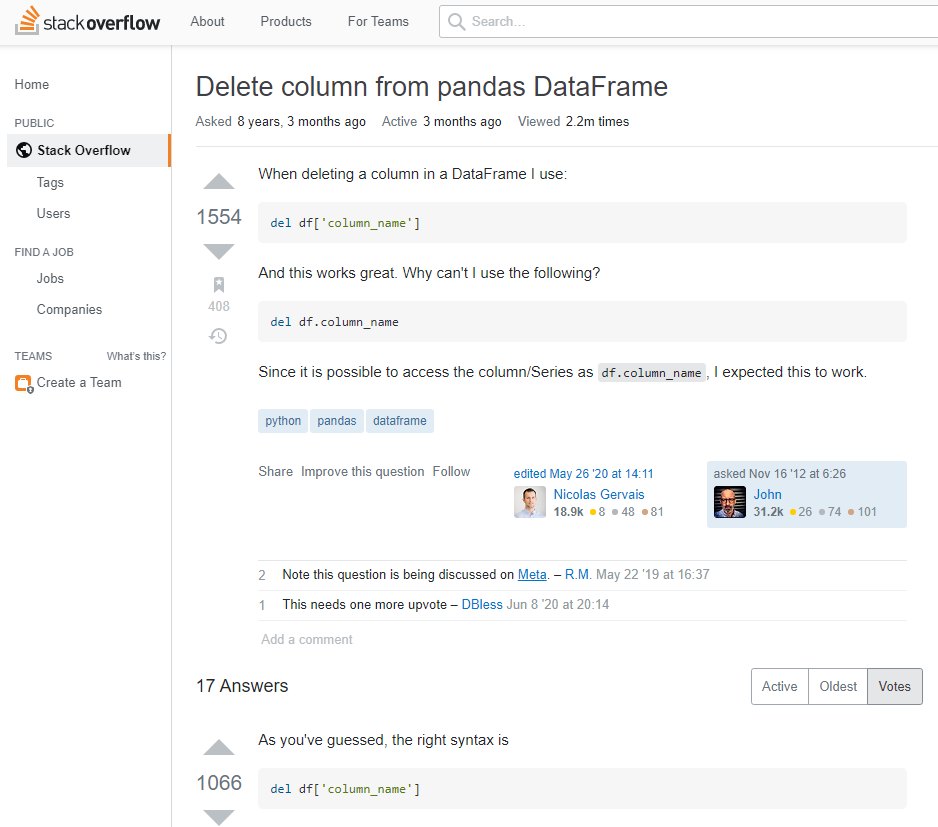 stackoverflow About Products For Teams Search...
Home
PUBLIC
Stack Overflow
Tags
Users
FIND A JOB
Jobs
Companies
TEAMS What's this?
Create a Team
Delete column from pandas DataFrame
Asked 8 years, 3 months ago Active 3 months ago Viewed 2.2m times
1554
408
When deleting a column in a DataFrame I use:
del df['column_name']
And this works great. Why can't I use the following?
del df.column_name
Since it is possible to access the column/Series as df.column_name, I expected this to work.
python pandas dataframe
Share Improve this question Follow
edited May 26 '20 at 14:11
Nicolas Gervais
18.9k 8 48 81
asked Nov 16 '12 at 6:26
John
31.2k 26 74 101
2 Note this question is being discussed on Meta. – R.M. May 22 '19 at 16:37
1 This needs one more upvote – DBless Jun 8 '20 at 20:14
Add a comment
17 Answers
Active Oldest Votes
1066
As you've guessed, the right syntax is
del df['column_name']